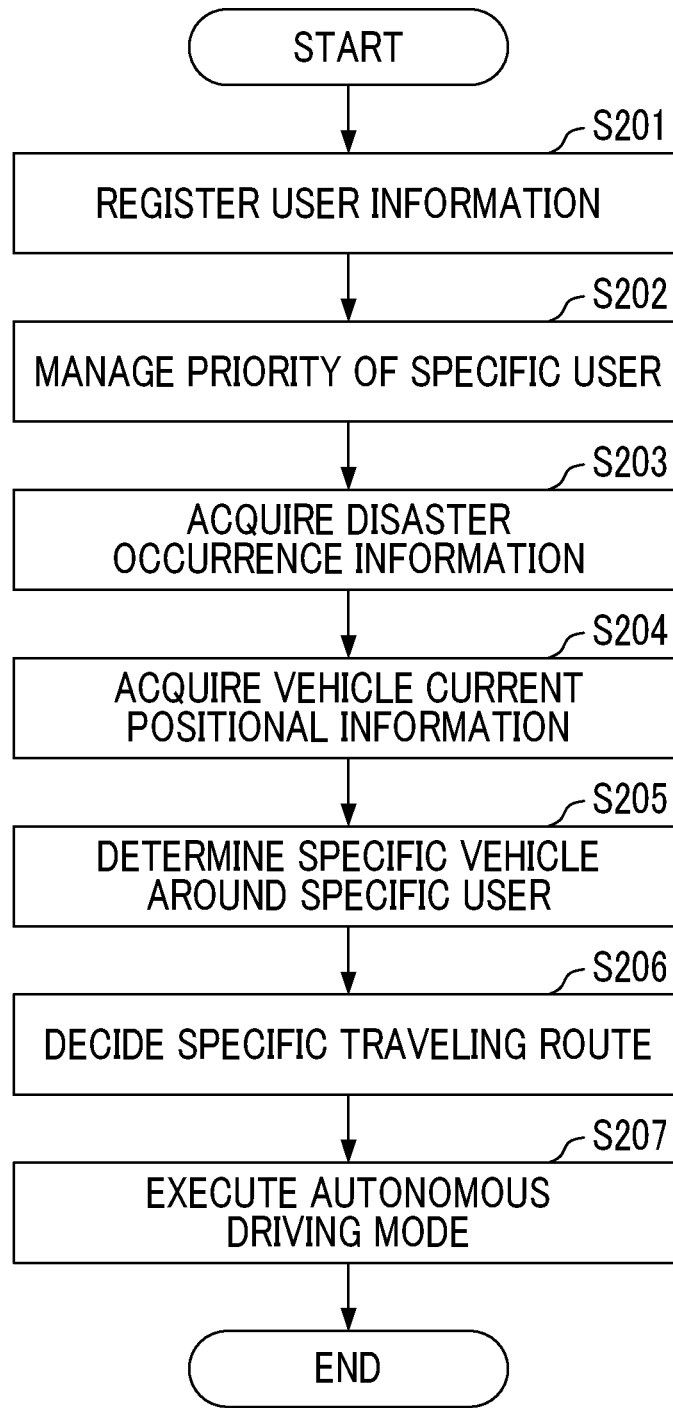 START
S201
REGISTER USER INFORMATION
S202
MANAGE PRIORITY OF SPECIFIC USER
S203
ACQUIRE DISASTER
OCCURRENCE INFORMATION
S204
ACQUIRE VEHICLE CURRENT
POSITIONAL INFORMATION
S205
DETERMINE SPECIFIC VEHICLE
AROUND SPECIFIC USER
S206
DECIDE SPECIFIC TRAVELING ROUTE
S207
EXECUTE AUTONOMOUS
DRIVING MODE
END